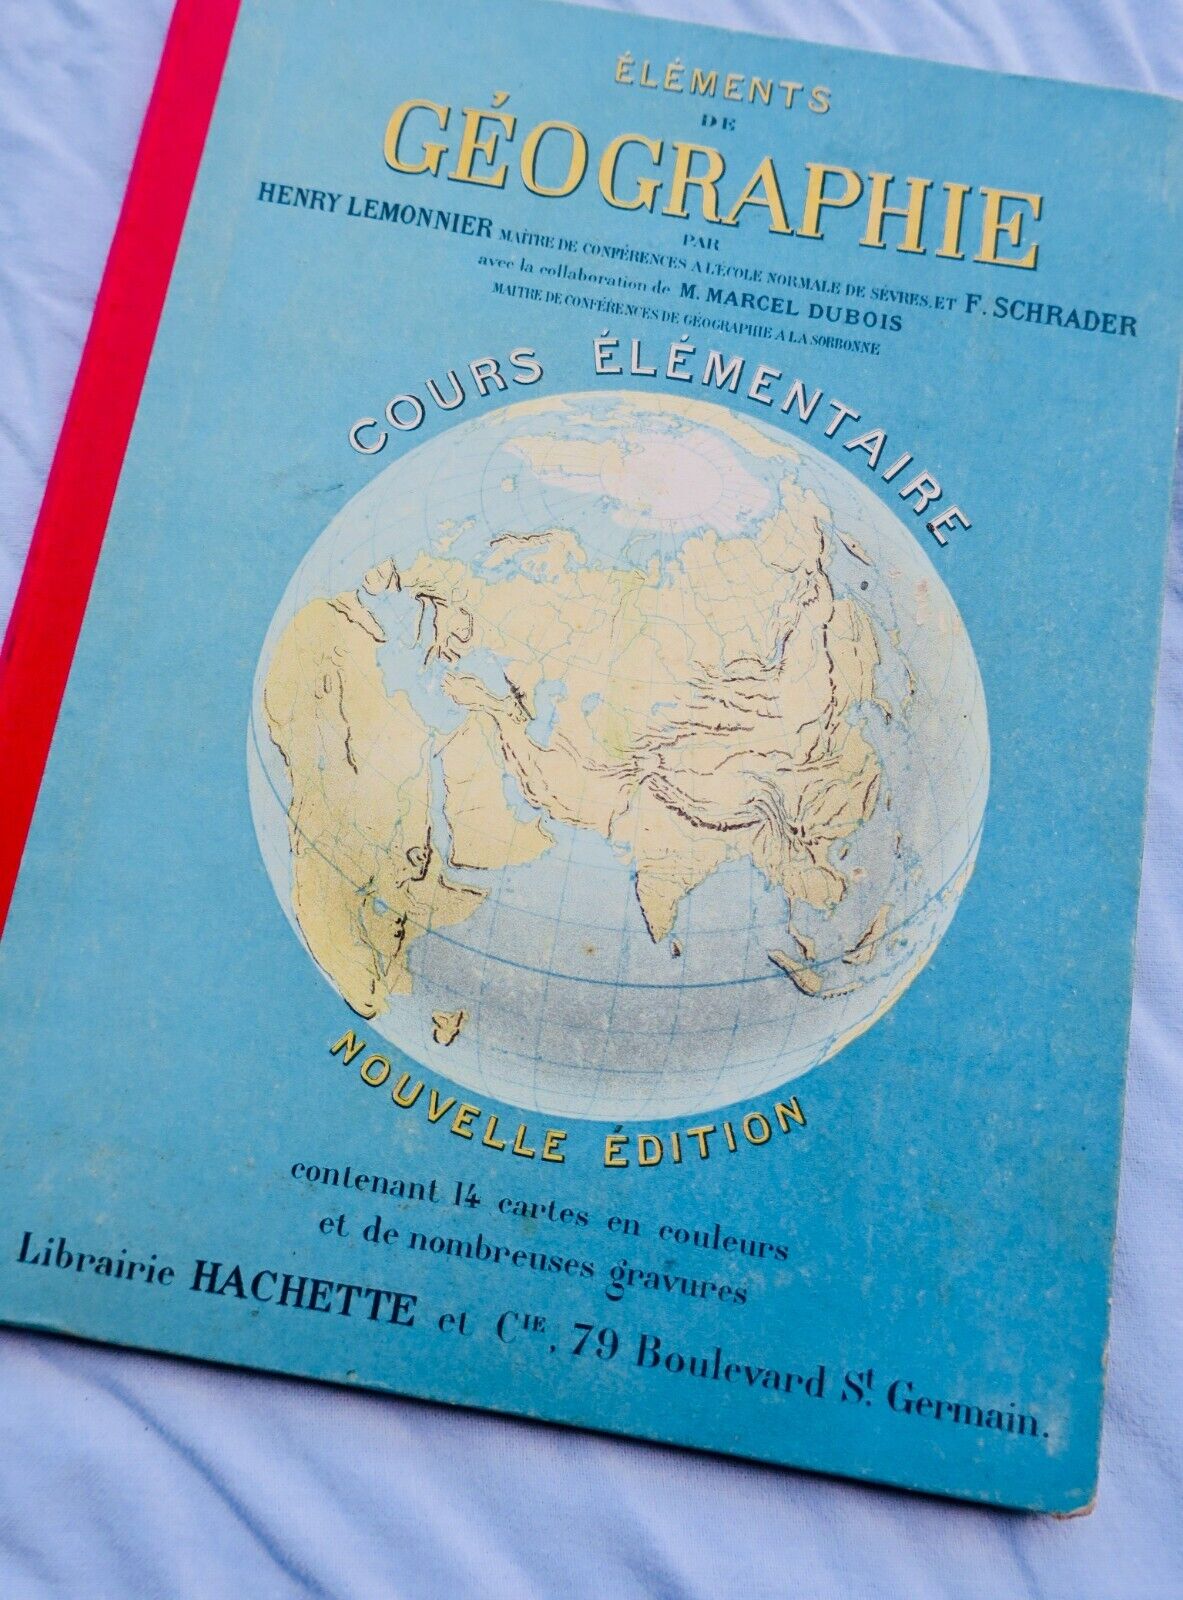 ÉLÉMENTS
DE
GÉOGRAPHIE
PAR
HENRY LEMONNIER MAÎTRE DE CONFÉRENCES A L'ÉCOLE NORMALE DE SÉVRES, ET F. SCHRADER
avec la collaboration de M. MARCEL DUBOIS
MAITRE DE CONFÉRENCES DE GÉOGRAPHIE A LA SORBONNE
COURS ÉLÉMENTAIRE
NOUVELLE ÉDITION
contenant 14 cartes en couleurs
et de nombreuses gravures
Librairie HACHETTE et CIE, 79 Boulevard St. Germain.